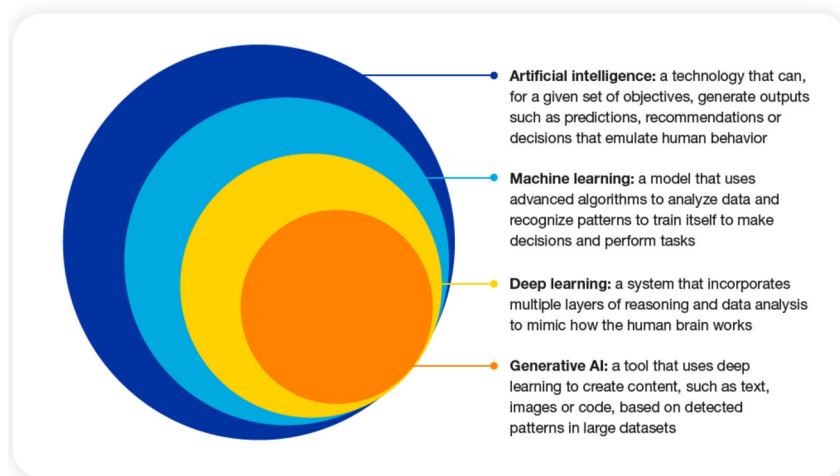 Artificial intelligence: a technology that can,
for a given set of objectives, generate outputs
such as predictions, recommendations or
decisions that emulate human behavior
Machine learning: a model that uses
advanced algorithms to analyze data and
recognize patterns to train itself to make
decisions and perform tasks
Deep learning: a system that incorporates
multiple layers of reasoning and data analysis
to mimic how the human brain works
Generative AI: a tool that uses deep
learning to create content, such as text,
images or code, based on detected
patterns in large datasets